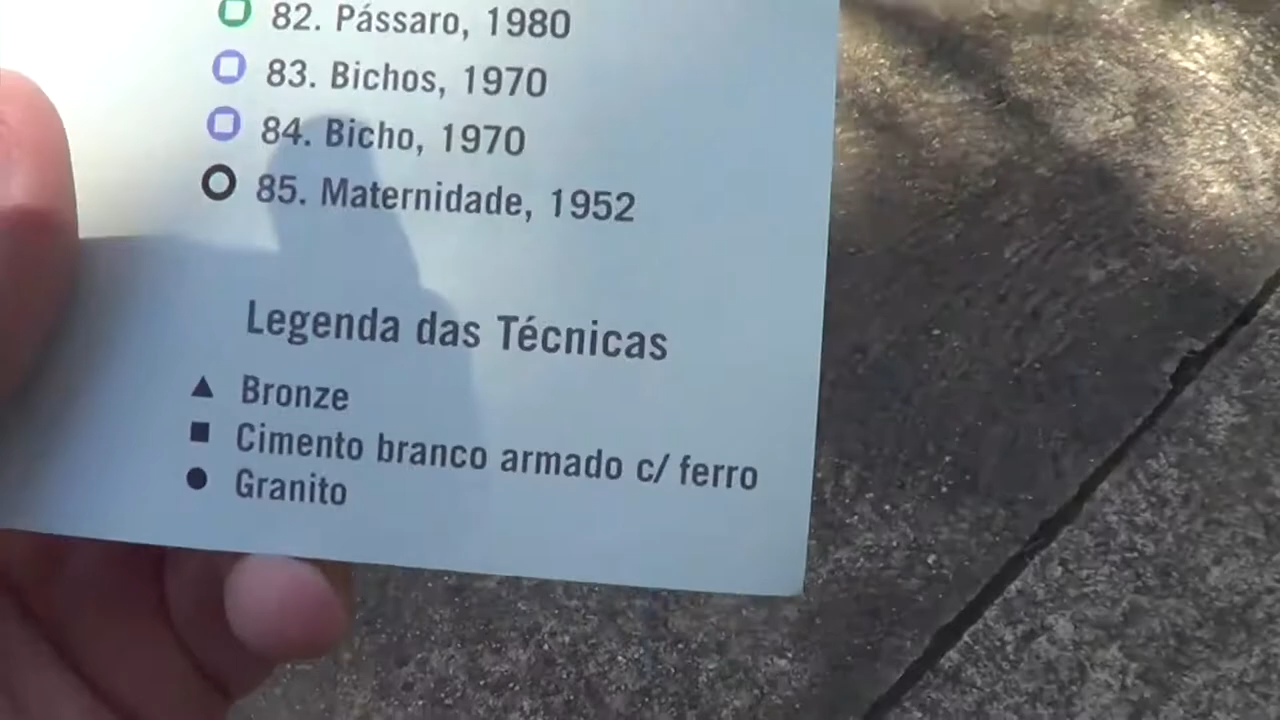 82. Pássaro, 1980
83. Bichos, 1970
84. Bicho, 1970
85. Maternidade, 1952
Legenda das Técnicas
Bronze
Cimento branco armado c/ ferro
Granito